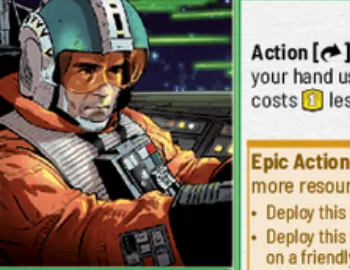 Action [
your hand us
costs 1 les
Epic Action
more resour
• Deploy this
• Deploy this
on a friendly